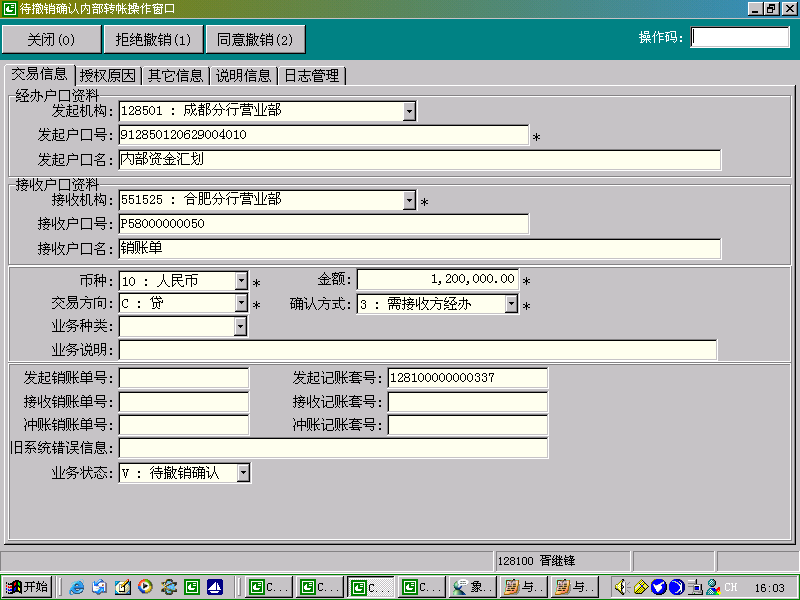 待撤销确认内部转帐操作窗口
关闭(0) 拒绝撤销(1) 同意撤销(2) 操作码:
交易信息 授权原因 其它信息 说明信息 日志管理
经办户口资料
发起机构: 128501 : 成都分行营业部
发起户口号: 912850120629004010 *
发起户口名: 内部资金汇划
接收户口资料
接收机构: 551525 : 合肥分行营业部 *
接收户口号: P58000000050
接收户口名: 销账单
币种: 10 : 人民币 * 金额: 1,200,000.00 *
交易方向: C : 贷 * 确认方式: 3 : 需接收方经办 *
业务种类:
业务说明:
发起销账单号: 发起记账套号: 128100000000337
接收销账单号: 接收记账套号:
冲账销账单号: 冲账记账套号:
旧系统错误信息:
业务状态: V : 待撤销确认
128100 胥继锋
开始 C... C... C... C... 象.. 与.. 与.. CH 16:03